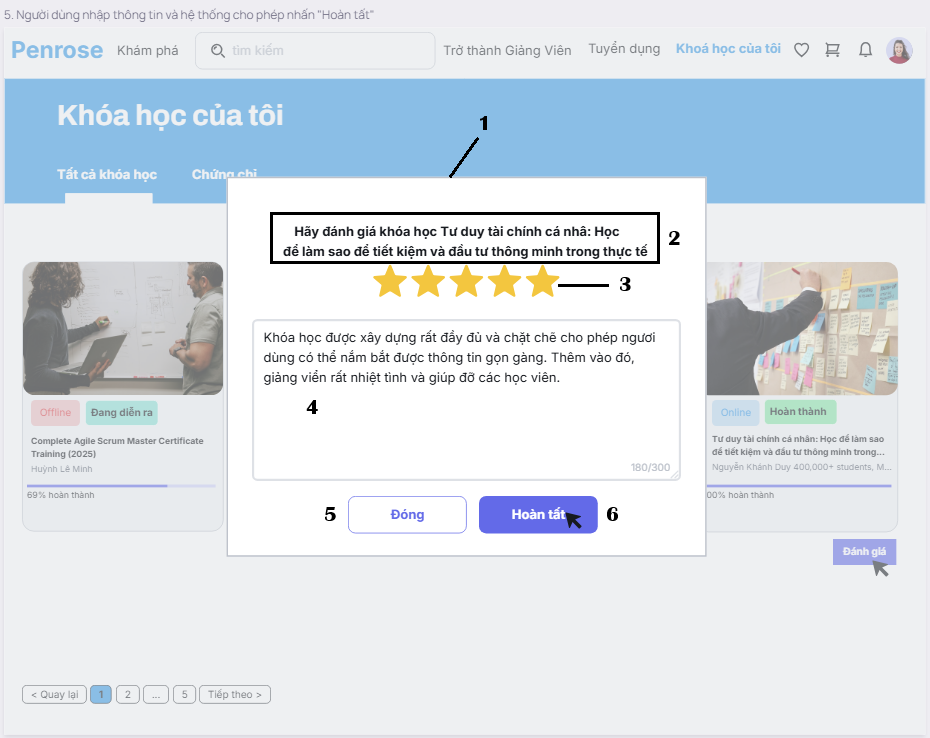 5. Người dùng nhập thông tin và hệ thống cho phép nhấn "Hoàn tất"
Penrose
Khám phá
tìm kiếm
Trở thành Giảng Viên
Tuyển dụng
Khoá học của tôi
Khóa học của tôi
Tất cả khóa học
Chứng chỉ
1
Hãy đánh giá khóa học Tư duy tài chính cá nhâ: Học
để làm sao để tiết kiệm và đầu tư thông minh trong thực tế
2
3
Khóa học được xây dựng rất đầy đủ và chặt chẽ cho phép ngươi
dùng có thể nắm bắt được thông tin gọn gàng. Thêm vào đó,
giảng viển rất nhiệt tình và giúp đỡ các học viên.
4
180/300
5
Đóng
Hoàn tất
6
Offline
Đang diễn ra
Complete Agile Scrum Master Certificate
Training (2025)
Huỳnh Lê Minh
69% hoàn thành
Online
Hoàn thành
Tư duy tài chính cá nhân: Học để làm sao
để tiết kiệm và đầu tư thông minh trong...
Nguyễn Khánh Duy 400,000+ students, M...
00% hoàn thành
Đánh giá
< Quay lại
1
2
...
5
Tiếp theo >